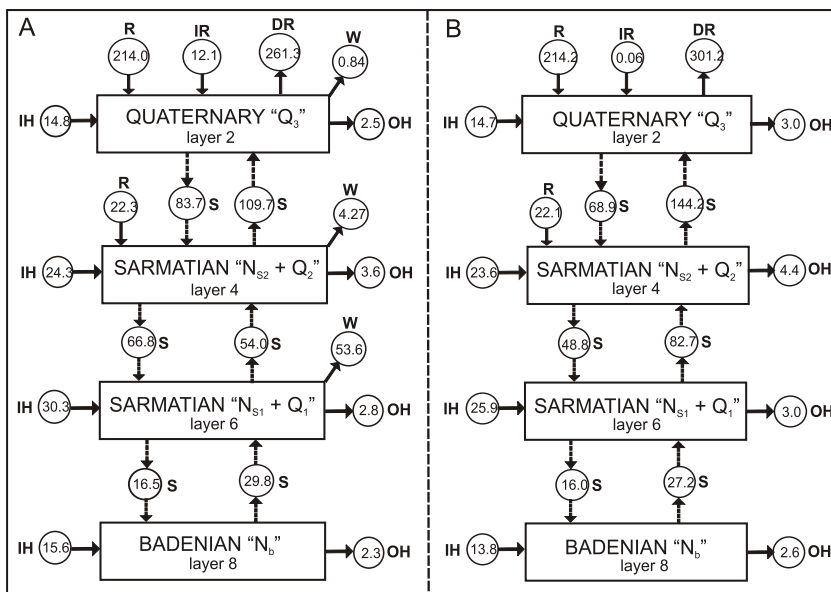 A
R
IR
DR
W
214.0
12.1
261.3
0.84
IH
14.8
QUATERNARY “Q3”
layer 2
2.5
OH
83.7
S
109.7
S
R
22.3
W
4.27
IH
24.3
SARMATIAN “NS2 + Q2”
layer 4
3.6
OH
66.8
S
54.0
S
W
53.6
IH
30.3
SARMATIAN “NS1 + Q1”
layer 6
2.8
OH
16.5
S
29.8
S
IH
15.6
BADENIAN “Nb”
layer 8
2.3
OH
B
R
IR
DR
214.2
0.06
301.2
IH
14.7
QUATERNARY “Q3”
layer 2
3.0
OH
68.9
S
144.2
S
R
22.1
IH
23.6
SARMATIAN “NS2 + Q2”
layer 4
4.4
OH
48.8
S
82.7
S
IH
25.9
SARMATIAN “NS1 + Q1”
layer 6
3.0
OH
16.0
S
27.2
S
IH
13.8
BADENIAN “Nb”
layer 8
2.6
OH